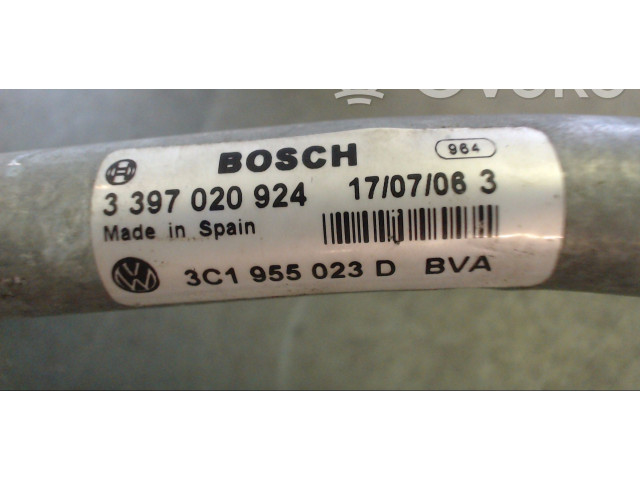 BOSCH 964
3 397 020 924 17/07/06 3
Made in Spain
3C1 955 023 D BVA